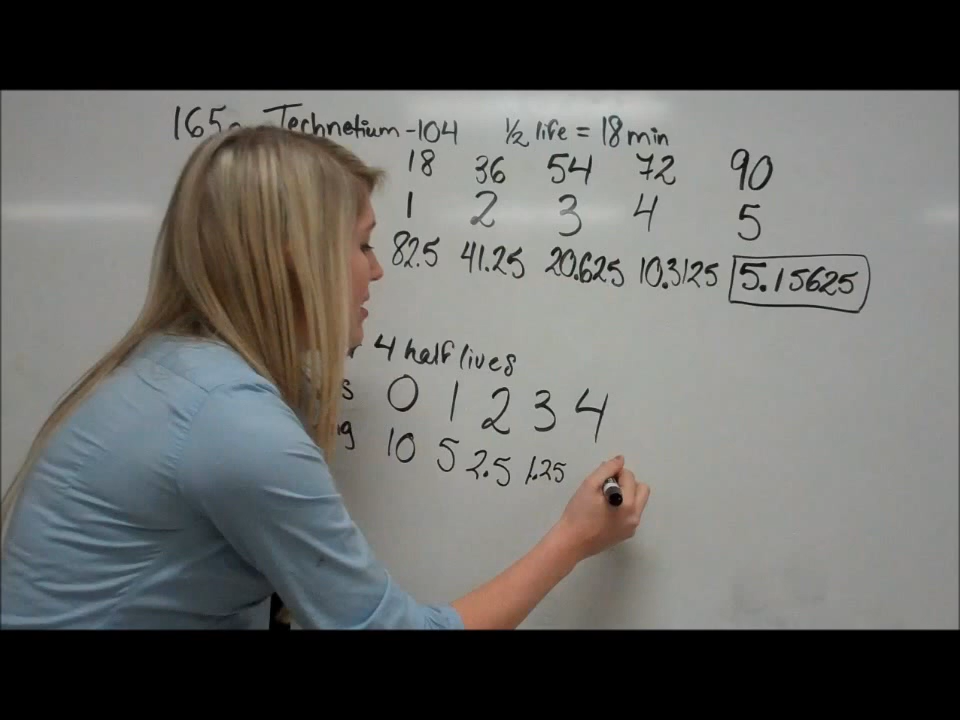 165 Technetium-104 1/2 life = 18 min
18 36 54 72 90
1 2 3 4 5
82.5 41.25 20.625 10.3125 5.15625
4 half lives
0 1 2 3 4
10 5 2.5 1.25